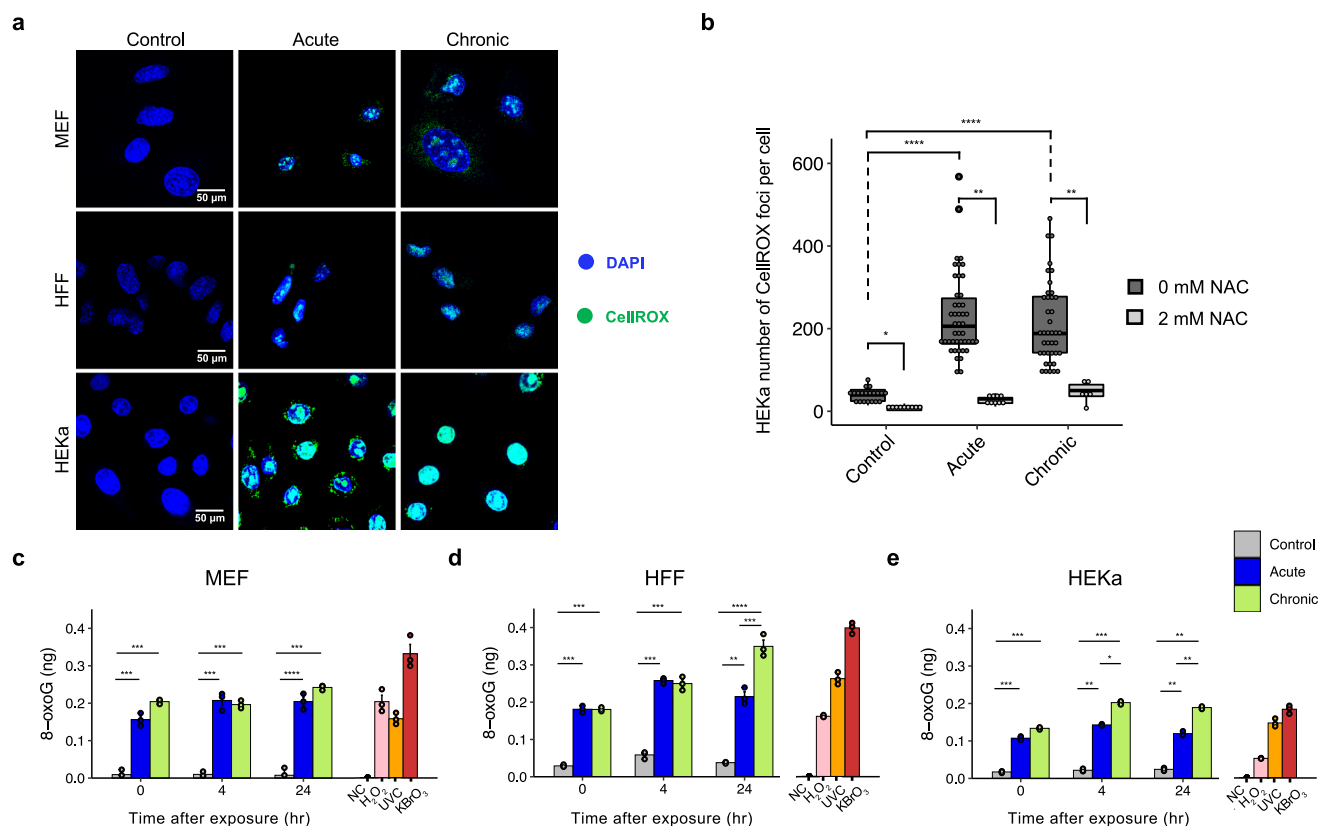 a
Control Acute Chronic
MEF
50 µm
HFF
50 µm
HEKa
50 µm
DAPI
CellROX
b
HEKa number of CellROX foci per cell
600
400
200
0
****
****
**
**
*
Control Acute Chronic
0 mM NAC
2 mM NAC
c
MEF
8–oxoG (ng)
0.4
0.3
0.2
0.1
0.0
*** *** ***
*** *** ****
0 4 24
NC H2O2 UVC KBrO3
Time after exposure (hr)
d
HFF
8–oxoG (ng)
0.4
0.3
0.2
0.1
0.0
*** *** ****
***
*** *** **
0 4 24
NC H2O2 UVC KBrO3
Time after exposure (hr)
e
HEKa
8–oxoG (ng)
0.4
0.3
0.2
0.1
0.0
*** *** **
* **
*** ** **
0 4 24
NC H2O2 UVC KBrO3
Time after exposure (hr)
Control
Acute
Chronic